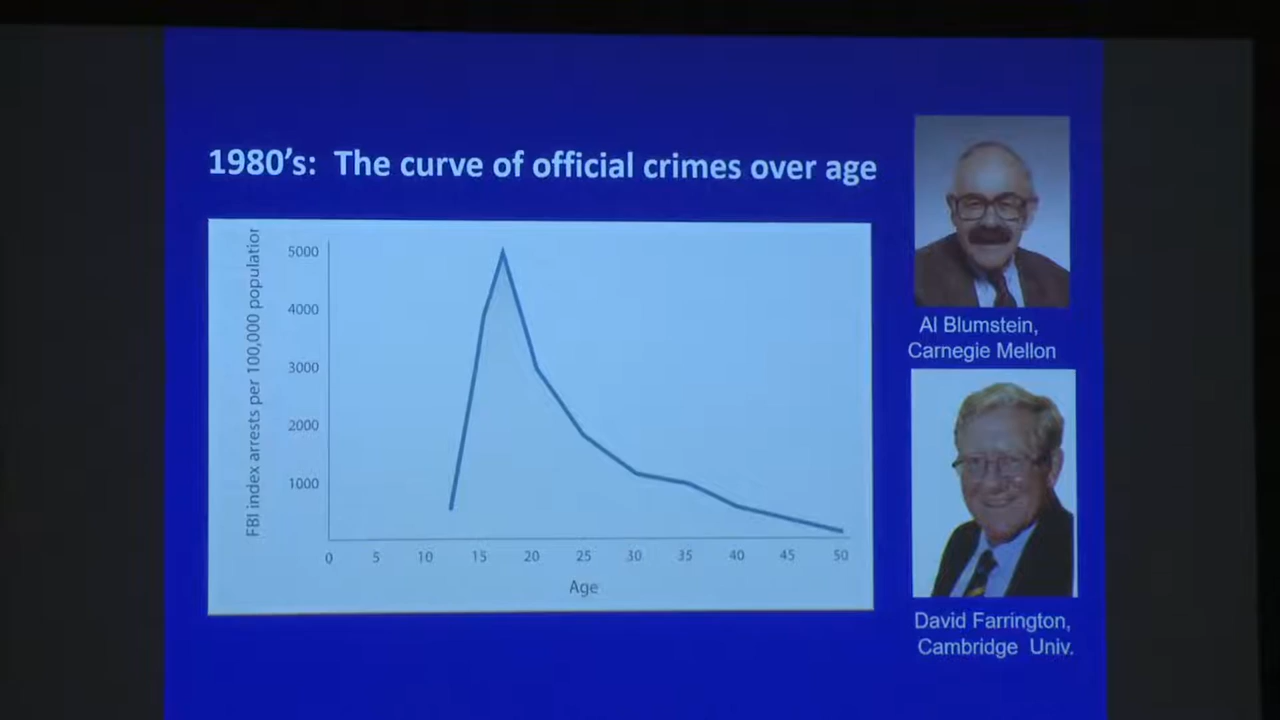 1980's: The curve of official crimes over age
FBI index arrests per 100,000 population
5000
4000
3000
2000
1000
0 5 10 15 20 25 30 35 40 45 50
Age
Al Blumstein,
Carnegie Mellon
David Farrington,
Cambridge Univ.